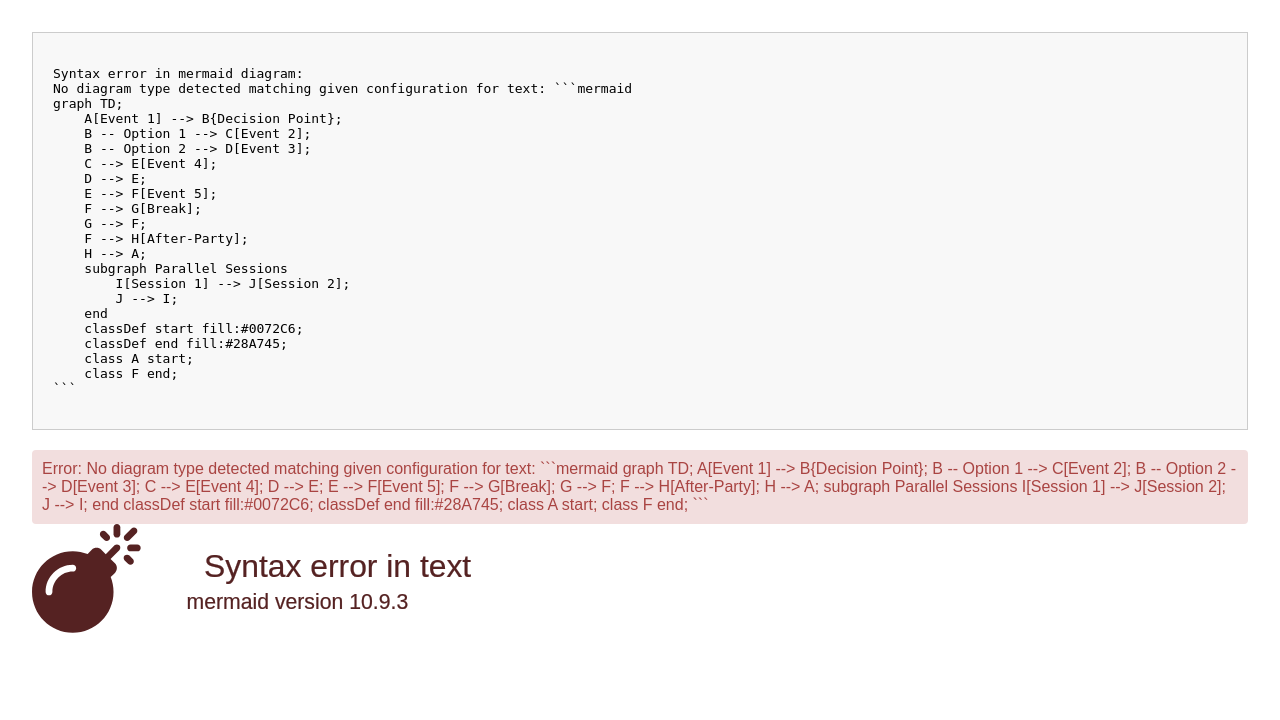 Syntax error in mermaid diagram:
No diagram type detected matching given configuration for text: ```mermaid
graph TD;
    A[Event 1] --> B{Decision Point};
    B -- Option 1 --> C[Event 2];
    B -- Option 2 --> D[Event 3];
    C --> E[Event 4];
    D --> E;
    E --> F[Event 5];
    F --> G[Break];
    G --> F;
    F --> H[After-Party];
    H --> A;
    subgraph Parallel Sessions
        I[Session 1] --> J[Session 2];
        J --> I;
    end
    classDef start fill:#0072C6;
    classDef end fill:#28A745;
    class A start;
    class F end;
```
Error: No diagram type detected matching given configuration for text: ```mermaid graph TD; A[Event 1] --> B{Decision Point}; B -- Option 1 --> C[Event 2]; B -- Option 2 -
-> D[Event 3]; C --> E[Event 4]; D --> E; E --> F[Event 5]; F --> G[Break]; G --> F; F --> H[After-Party]; H --> A; subgraph Parallel Sessions I[Session 1] --> J[Session 2];
J --> I; end classDef start fill:#0072C6; classDef end fill:#28A745; class A start; class F end; ```
Syntax error in text
mermaid version 10.9.3